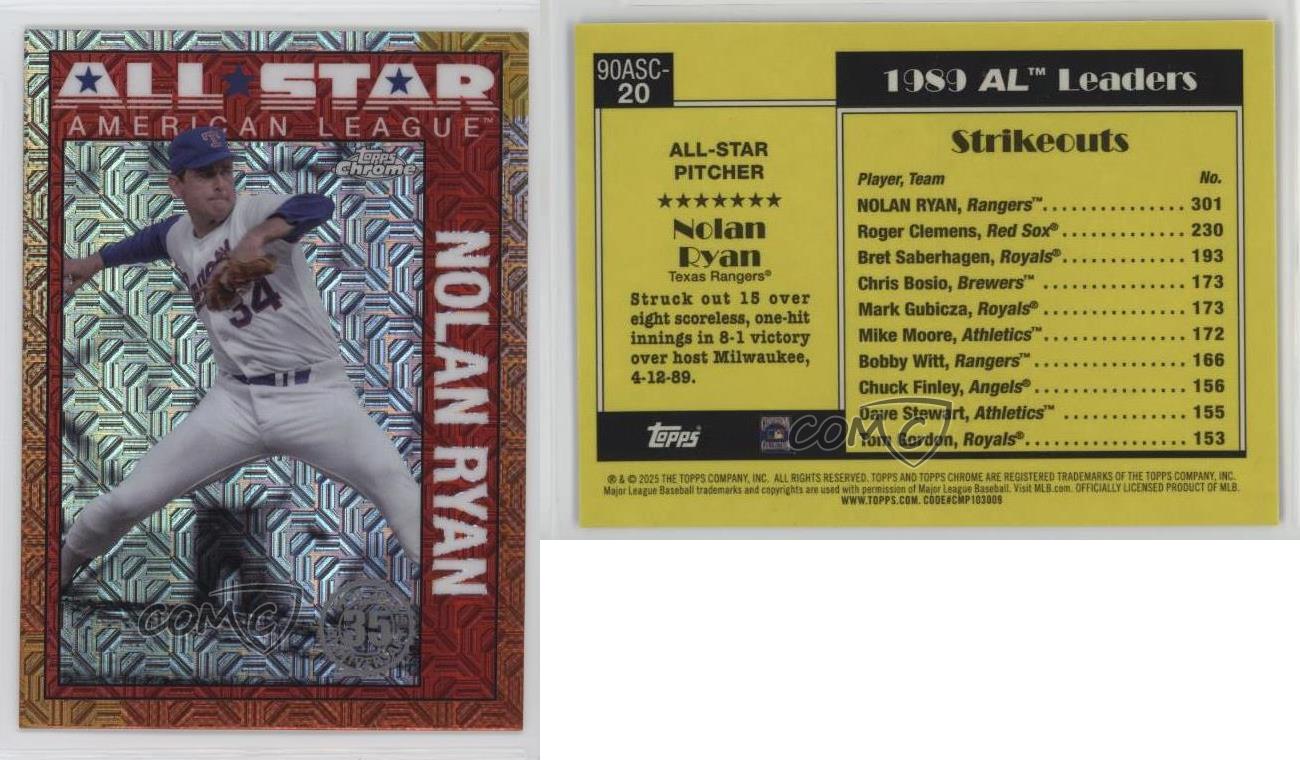 ALL★STAR
AMERICAN LEAGUE™
Topps
Chrome
NOLAN RYAN
34
35
COMC
90ASC-
20
ALL-STAR
PITCHER
★★★★★★★
Nolan
Ryan
Texas Rangers®
Struck out 15 over
eight scoreless, one-hit
innings in 8-1 victory
over host Milwaukee,
4-12-89.
1989 AL™ Leaders
Strikeouts
Player, Team No.
NOLAN RYAN, Rangers™. . . . . . . . . . . . . . . 301
Roger Clemens, Red Sox® . . . . . . . . . . . . . 230
Bret Saberhagen, Royals®. . . . . . . . . . . . . 193
Chris Bosio, Brewers™ . . . . . . . . . . . . . . . 173
Mark Gubicza, Royals® . . . . . . . . . . . . . . . 173
Mike Moore, Athletics™ . . . . . . . . . . . . . . . 172
Bobby Witt, Rangers™ . . . . . . . . . . . . . . . . 166
Chuck Finley, Angels® . . . . . . . . . . . . . . . . 156
Dave Stewart, Athletics™ . . . . . . . . . . . . . 155
Tom Gordon, Royals®. . . . . . . . . . . . . . . . . 153
Topps
COMC
® & © 2025 THE TOPPS COMPANY, INC. ALL RIGHTS RESERVED. TOPPS AND TOPPS CHROME ARE REGISTERED TRADEMARKS OF THE TOPPS COMPANY, INC.
Major League Baseball trademarks and copyrights are used with permission of Major League Baseball. Visit MLB.com. OFFICIALLY LICENSED PRODUCT OF MLB.
WWW.TOPPS.COM. CODE#CMP103009